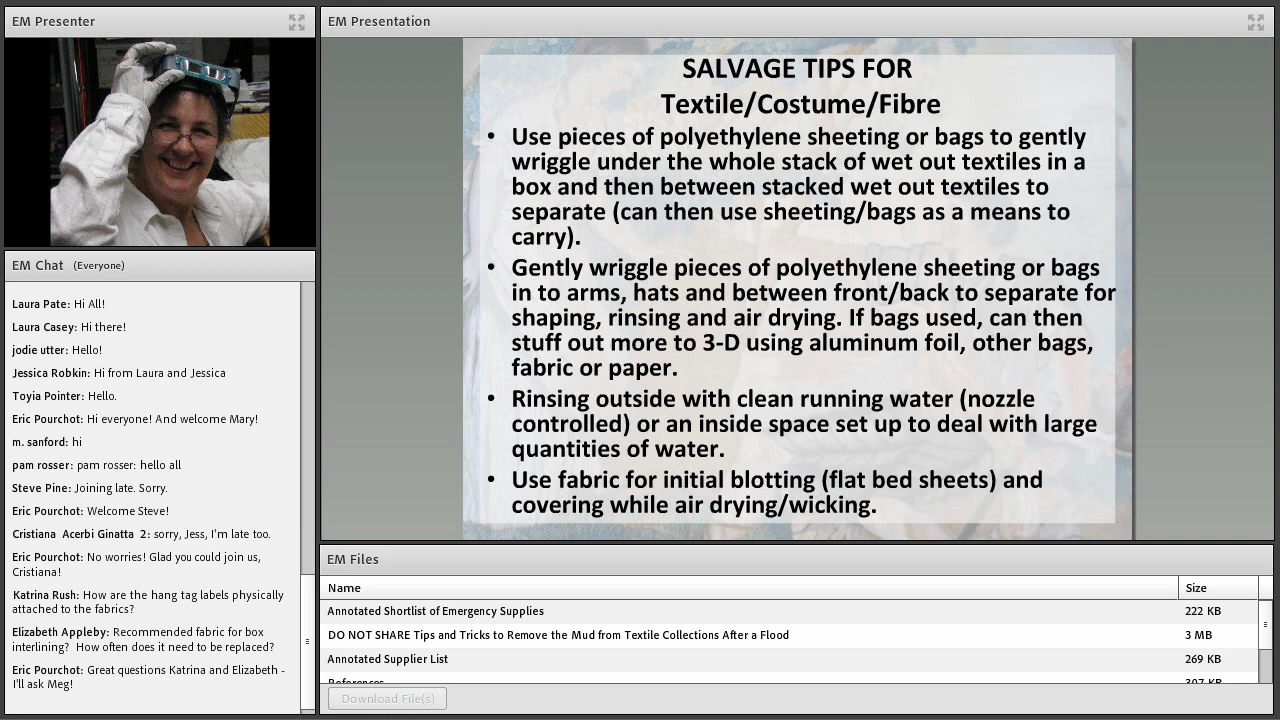 EM Presenter
EM Chat (Everyone)
Laura Pate: Hi All!
Laura Casey: Hi there!
jodie utter: Hello!
Jessica Robkin: Hi from Laura and Jessica
Toyia Pointer: Hello.
Eric Pourchot: Hi everyone! And welcome Mary!
m. sanford: hi
pam rosser: pam rosser: hello all
Steve Pine: Joining late. Sorry.
Eric Pourchot: Welcome Steve!
Cristiana Acerbi Ginatta 2: sorry, Jess, I'm late too.
Eric Pourchot: No worries! Glad you could join us,
Cristiana!
Katrina Rush: How are the hang tag labels physically
attached to the fabrics?
Elizabeth Appleby: Recommended fabric for box
interlining? How often does it need to be replaced?
Eric Pourchot: Great questions Katrina and Elizabeth -
I'll ask Meg!
EM Presentation
SALVAGE TIPS FOR
Textile/Costume/Fibre
• Use pieces of polyethylene sheeting or bags to gently
wriggle under the whole stack of wet out textiles in a
box and then between stacked wet out textiles to
separate (can then use sheeting/bags as a means to
carry).
• Gently wriggle pieces of polyethylene sheeting or bags
in to arms, hats and between front/back to separate for
shaping, rinsing and air drying. If bags used, can then
stuff out more to 3-D using aluminum foil, other bags,
fabric or paper.
• Rinsing outside with clean running water (nozzle
controlled) or an inside space set up to deal with large
quantities of water.
• Use fabric for initial blotting (flat bed sheets) and
covering while air drying/wicking.
EM Files
Name Size
Annotated Shortlist of Emergency Supplies 222 KB
DO NOT SHARE Tips and Tricks to Remove the Mud from Textile Collections After a Flood 3 MB
Annotated Supplier List 269 KB
References 307 KB
Download File(s)